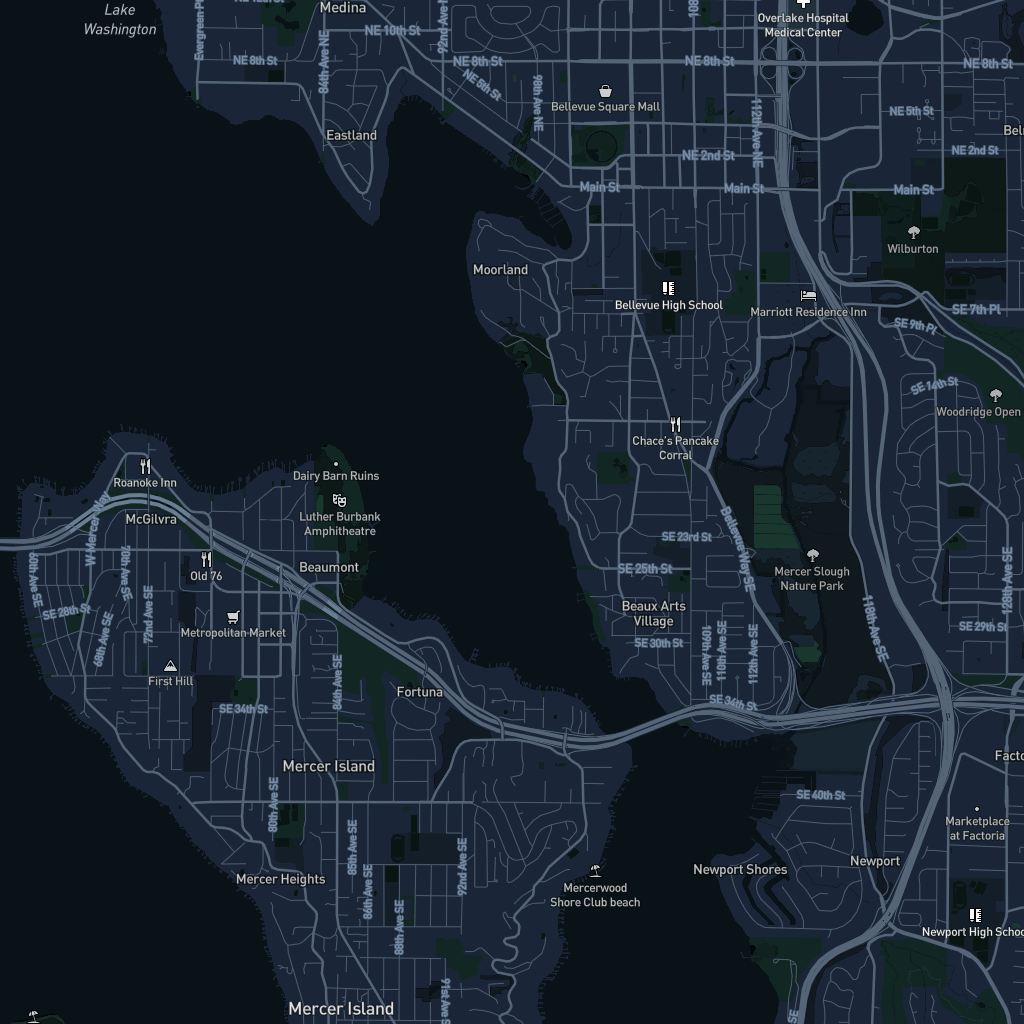 Lake
Washington
Medina
Overlake Hospital
Medical Center
Evergreen
84th Ave NE
92nd Ave
NE 10th St
NE 8th St
NE 8th St
NE 8th St
NE 8th St
NE 5th St
98th Ave NE
108
112th Ave NE
Bellevue Square Mall
NE 5th St
Eastland
NE 2nd St
NE 2nd St
Main St
Main St
Main St
Wilburton
Moorland
Bellevue High School
Marriott Residence Inn
SE 7th Pl
SE 9th Pl
SE 14th St
Woodridge Open
Chace's Pancake
Corral
Roanoke Inn
Dairy Barn Ruins
Luther Burbank
Amphitheatre
W Mercer Way
McGilvra
Bellevue Way SE
SE 23rd St
Old 76
Beaumont
SE 25th St
Mercer Slough
Nature Park
60th Ave SE
70th Ave SE
72nd Ave SE
SE 28th St
68th Ave SE
Metropolitan Market
Beaux Arts
Village
118th Ave SE
128th Ave SE
SE 29th St
SE 30th St
109th Ave SE
110th Ave SE
112th Ave SE
First Hill
84th Ave SE
Fortuna
SE 34th St
SE 34th St
Mercer Island
Facto
SE 40th St
80th Ave SE
Marketplace
at Factoria
85th Ave SE
86th Ave SE
92nd Ave SE
88th Ave SE
Mercer Heights
Newport Shores
Newport
Mercerwood
Shore Club beach
Newport High Schoo
Mercer Island
91st Ave S
SE